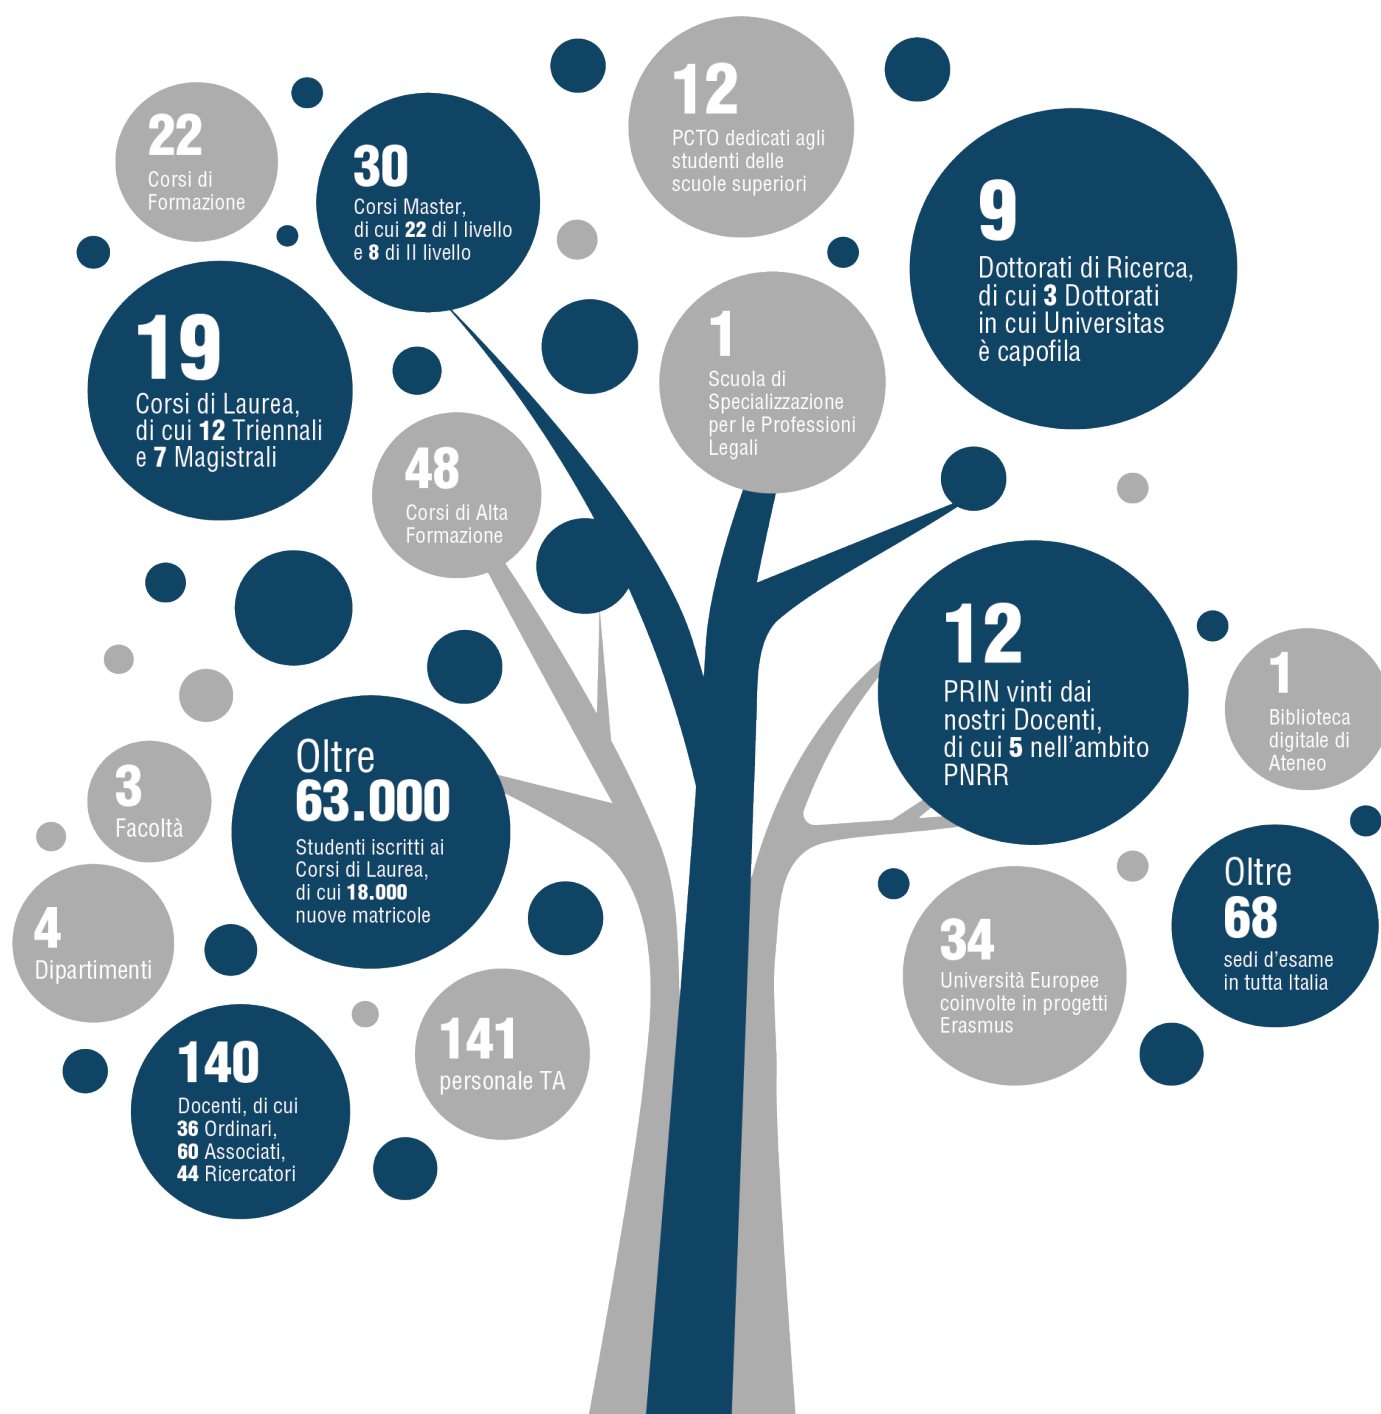 22
Corsi di
Formazione
30
Corsi Master,
di cui 22 di I livello
e 8 di II livello
12
PCTO dedicati agli
studenti delle
scuole superiori
9
Dottorati di Ricerca,
di cui 3 Dottorati
in cui Universitas
è capofila
19
Corsi di Laurea,
di cui 12 Triennali
e 7 Magistrali
1
Scuola di
Specializzazione
per le Professioni
Legali
48
Corsi di Alta
Formazione
12
PRIN vinti dai
nostri Docenti,
di cui 5 nell’ambito
PNRR
1
Biblioteca
digitale di
Ateneo
Oltre
63.000
Studenti iscritti ai
Corsi di Laurea,
di cui 18.000
nuove matricole
3
Facoltà
4
Dipartimenti
Oltre
68
sedi d’esame
in tutta Italia
34
Università Europee
coinvolte in progetti
Erasmus
141
personale TA
140
Docenti, di cui
36 Ordinari,
60 Associati,
44 Ricercatori